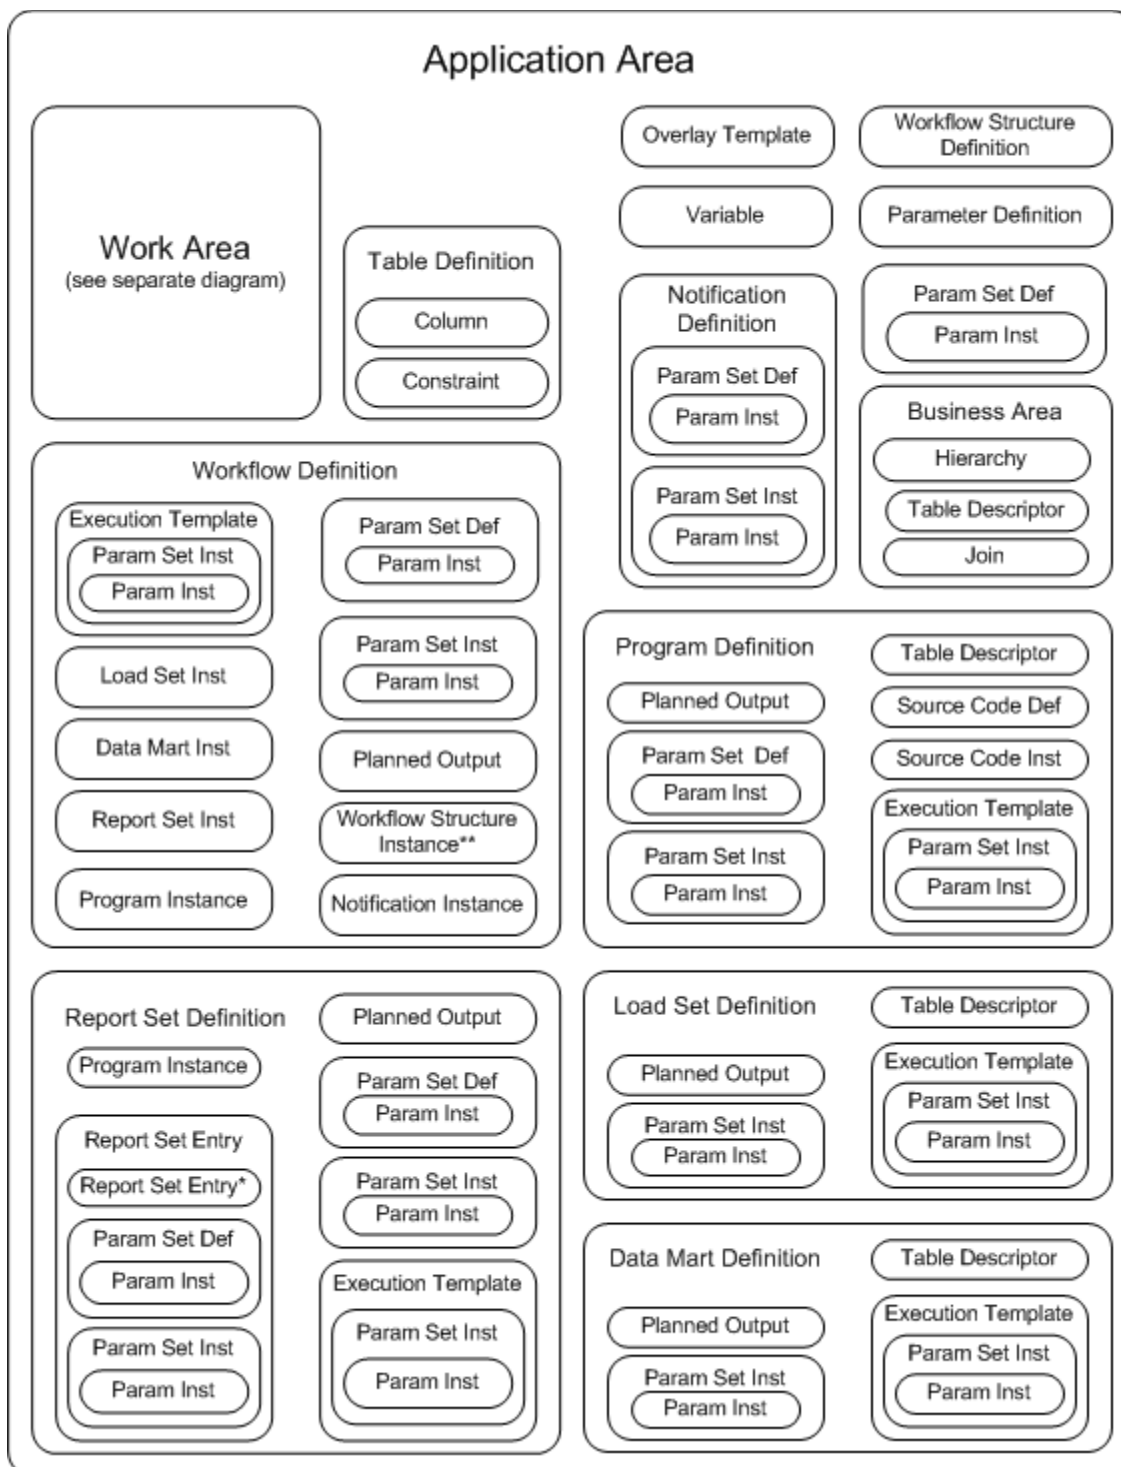 Application Area
Work Area
(see separate diagram)
Table Definition
Column
Constraint
Overlay Template
Workflow Structure
Definition
Variable
Parameter Definition
Notification
Definition
Param Set Def
Param Inst
Param Set Inst
Param Inst
Param Set Def
Param Inst
Business Area
Hierarchy
Table Descriptor
Join
Workflow Definition
Execution Template
Param Set Inst
Param Inst
Load Set Inst
Data Mart Inst
Report Set Inst
Program Instance
Param Set Def
Param Inst
Param Set Inst
Param Inst
Planned Output
Workflow Structure
Instance**
Notification Instance
Program Definition
Planned Output
Param Set  Def
Param Inst
Param Set Inst
Param Inst
Table Descriptor
Source Code Def
Source Code Inst
Execution Template
Param Set Inst
Param Inst
Report Set Definition
Program Instance
Report Set Entry
Report Set Entry*
Param Set Def
Param Inst
Param Set Inst
Param Inst
Planned Output
Param Set Def
Param Inst
Param Set Inst
Param Inst
Execution Template
Param Set Inst
Param Inst
Load Set Definition
Planned Output
Param Set Inst
Param Inst
Table Descriptor
Execution Template
Param Set Inst
Param Inst
Data Mart Definition
Planned Output
Param Set Inst
Param Inst
Table Descriptor
Execution Template
Param Set Inst
Param Inst